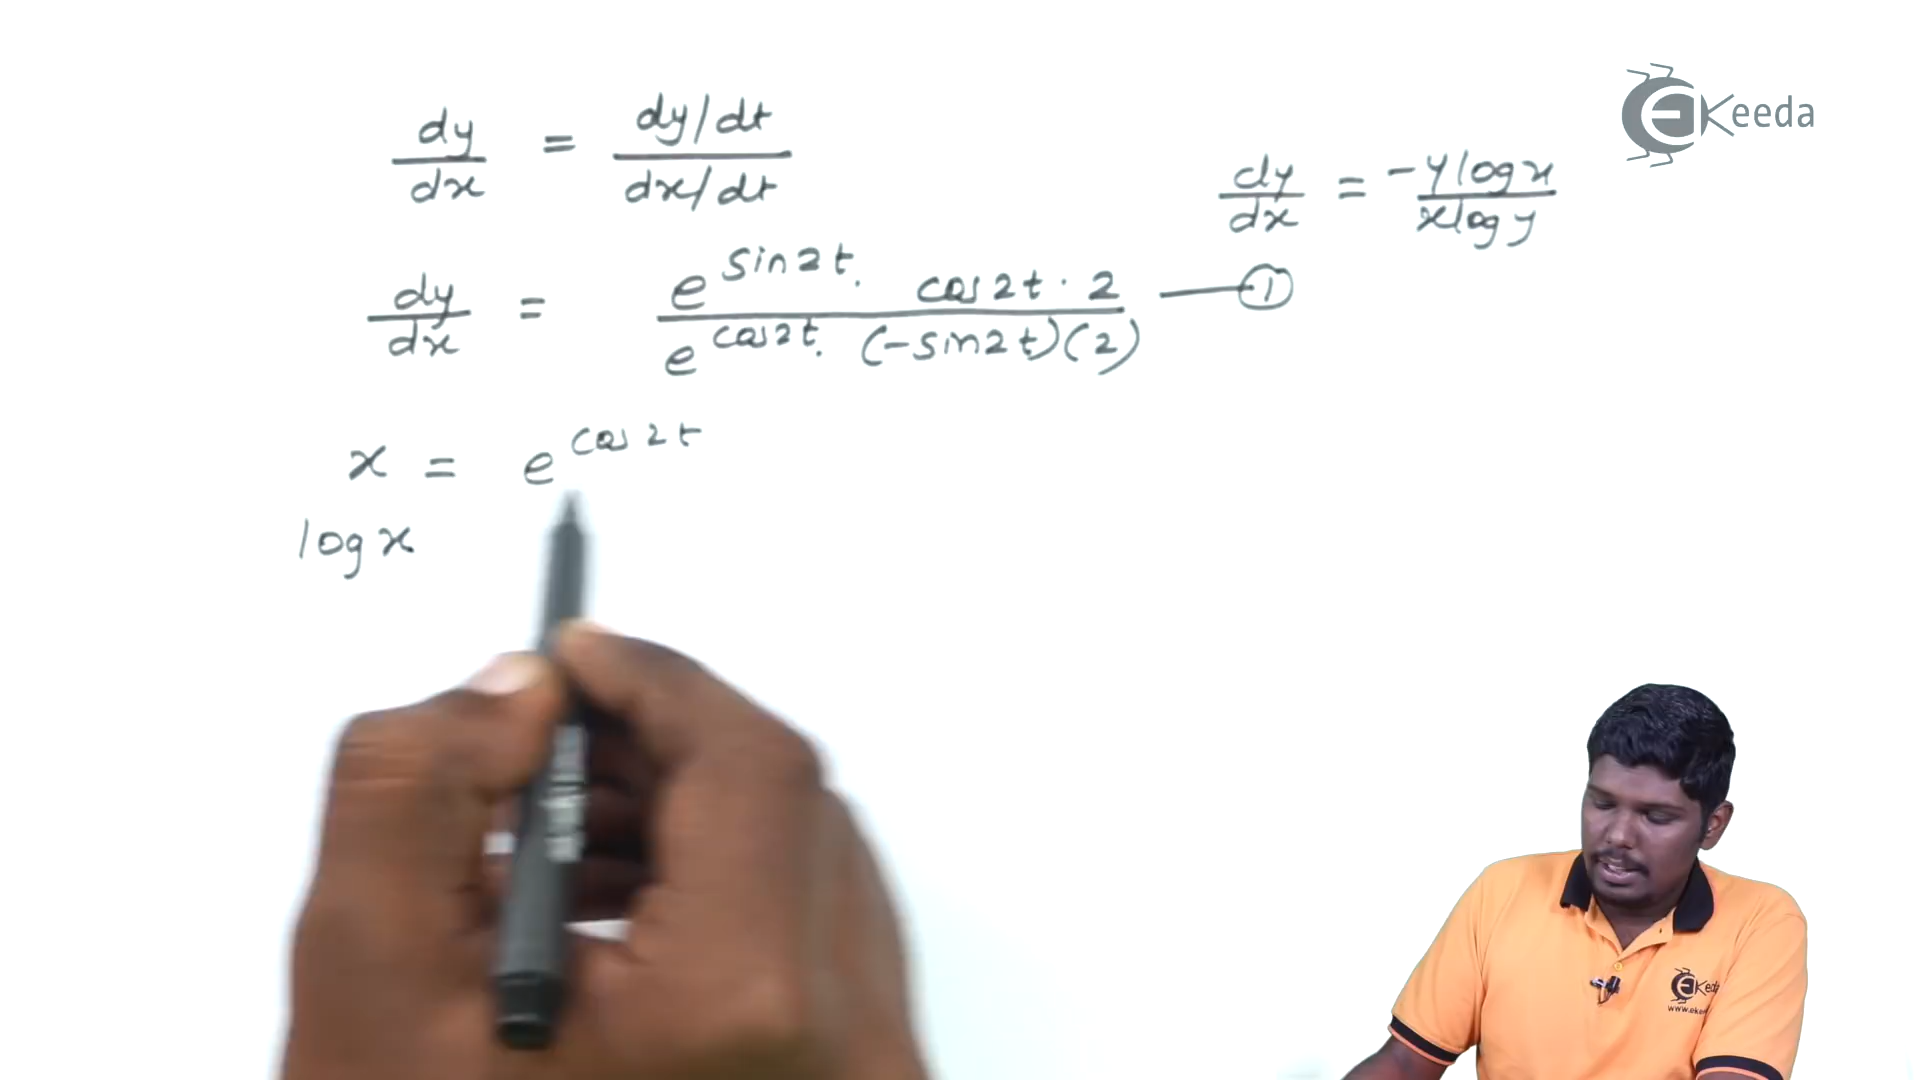 dy/dx = (dy/dt)/(dx/dt)
dy/dx = -y log x / x log y
dy/dx = e^{sin2t}. cos2t · 2 / e^{cos2t}. (-sin2t)(2) — ①
x = e^{cos2t}
log x
EKeeda